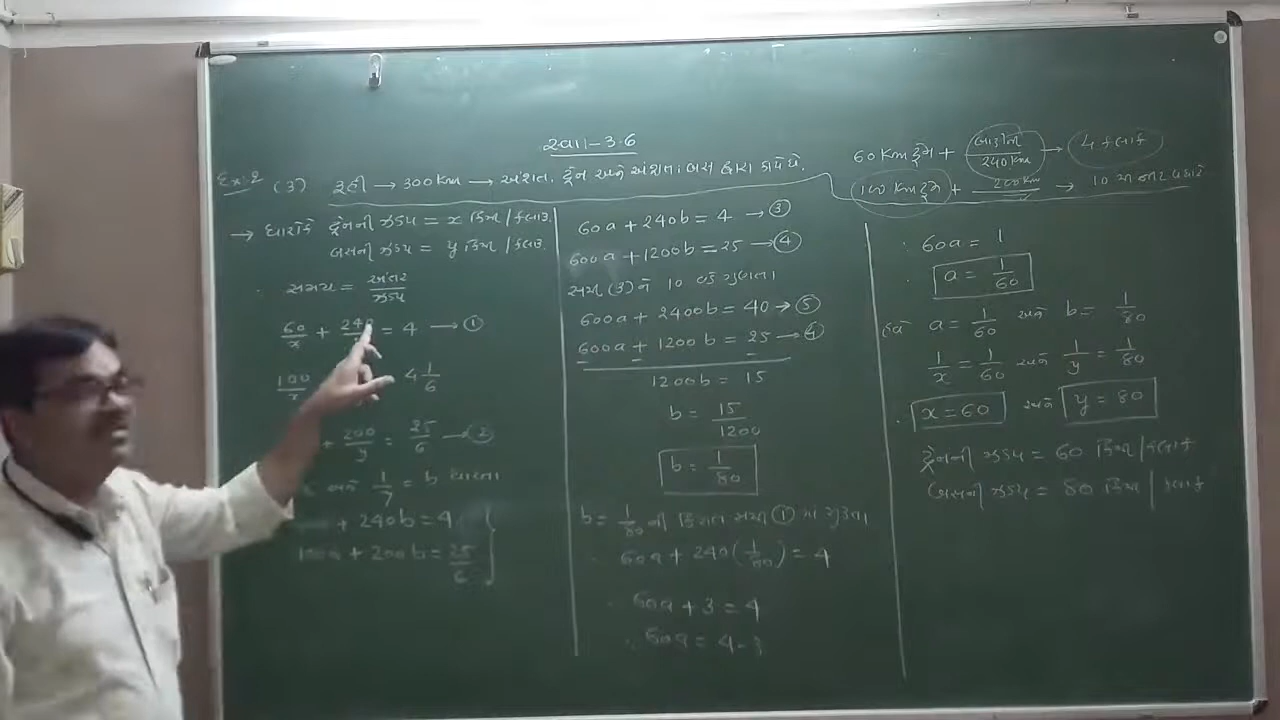 સ્વા-3.6
Ex:2 (3) રૂહી → 300 Km → અંશતઃ ટ્રેન અને અંશતઃ બસ દ્વારા કાપે છે.
60 Km ટ્રેન + બાકીનાં 240 Km → 4 કલાક
100 Km ટ્રેન + 200 Km → 10 મીનીટ વધારે
→ ધારોકે ટ્રેનની ઝડપ = x કિમી / કલાક.
બસની ઝડપ = y કિમી / કલાક.
સમય = અંતર / ઝડપ
60/x + 240 = 4 → ①
100 4 1/6
+ 200/y = 25/6 → ②
અને 1/7 = b ધારતા
+ 240b = 4
100a + 200b = 25/6
60a + 240b = 4 → ③
600a + 1200b = 25 → ④
સમી (3) ને 10 વડે ગુણતા
600a + 2400b = 40 → ⑤
600a + 1200b = 25 → ④
1200b = 15
b = 15/1200
b = 1/80
b = 1/80 ની કિંમત સમી ① માં મુકતા
60a + 240(1/80) = 4
60a + 3 = 4
60a = 4 - 3
60a = 1
a = 1/60
હવે a = 1/60 અને b = 1/80
1/x = 1/60 અને 1/y = 1/80
x = 60 અને y = 80
ટ્રેનની ઝડપ = 60 કિમી / કલાક
બસની ઝડપ = 80 કિમી / કલાક